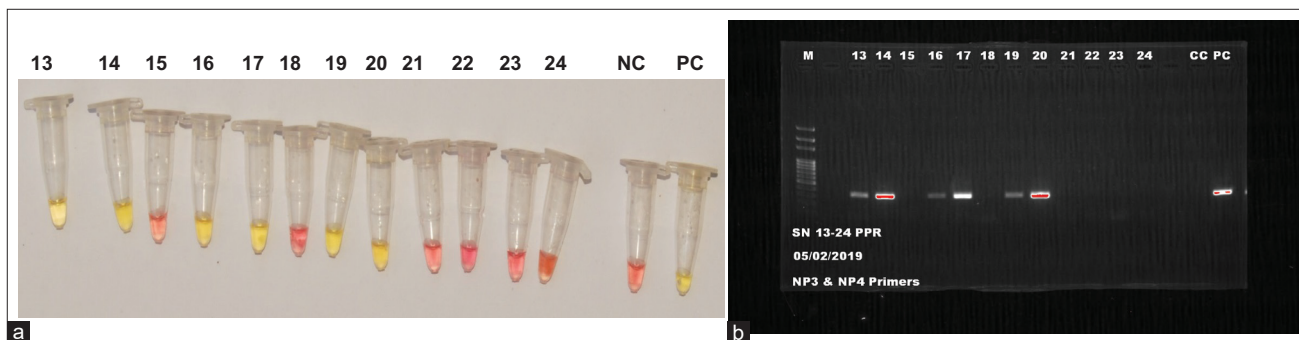 13 14 15 16 17 18 19 20 21 22 23 24 NC PC
a
M 13 14 15 16 17 18 19 20 21 22 23 24 CC PC
SN 13-24 PPR
05/02/2019
NP3 & NP4 Primers
b